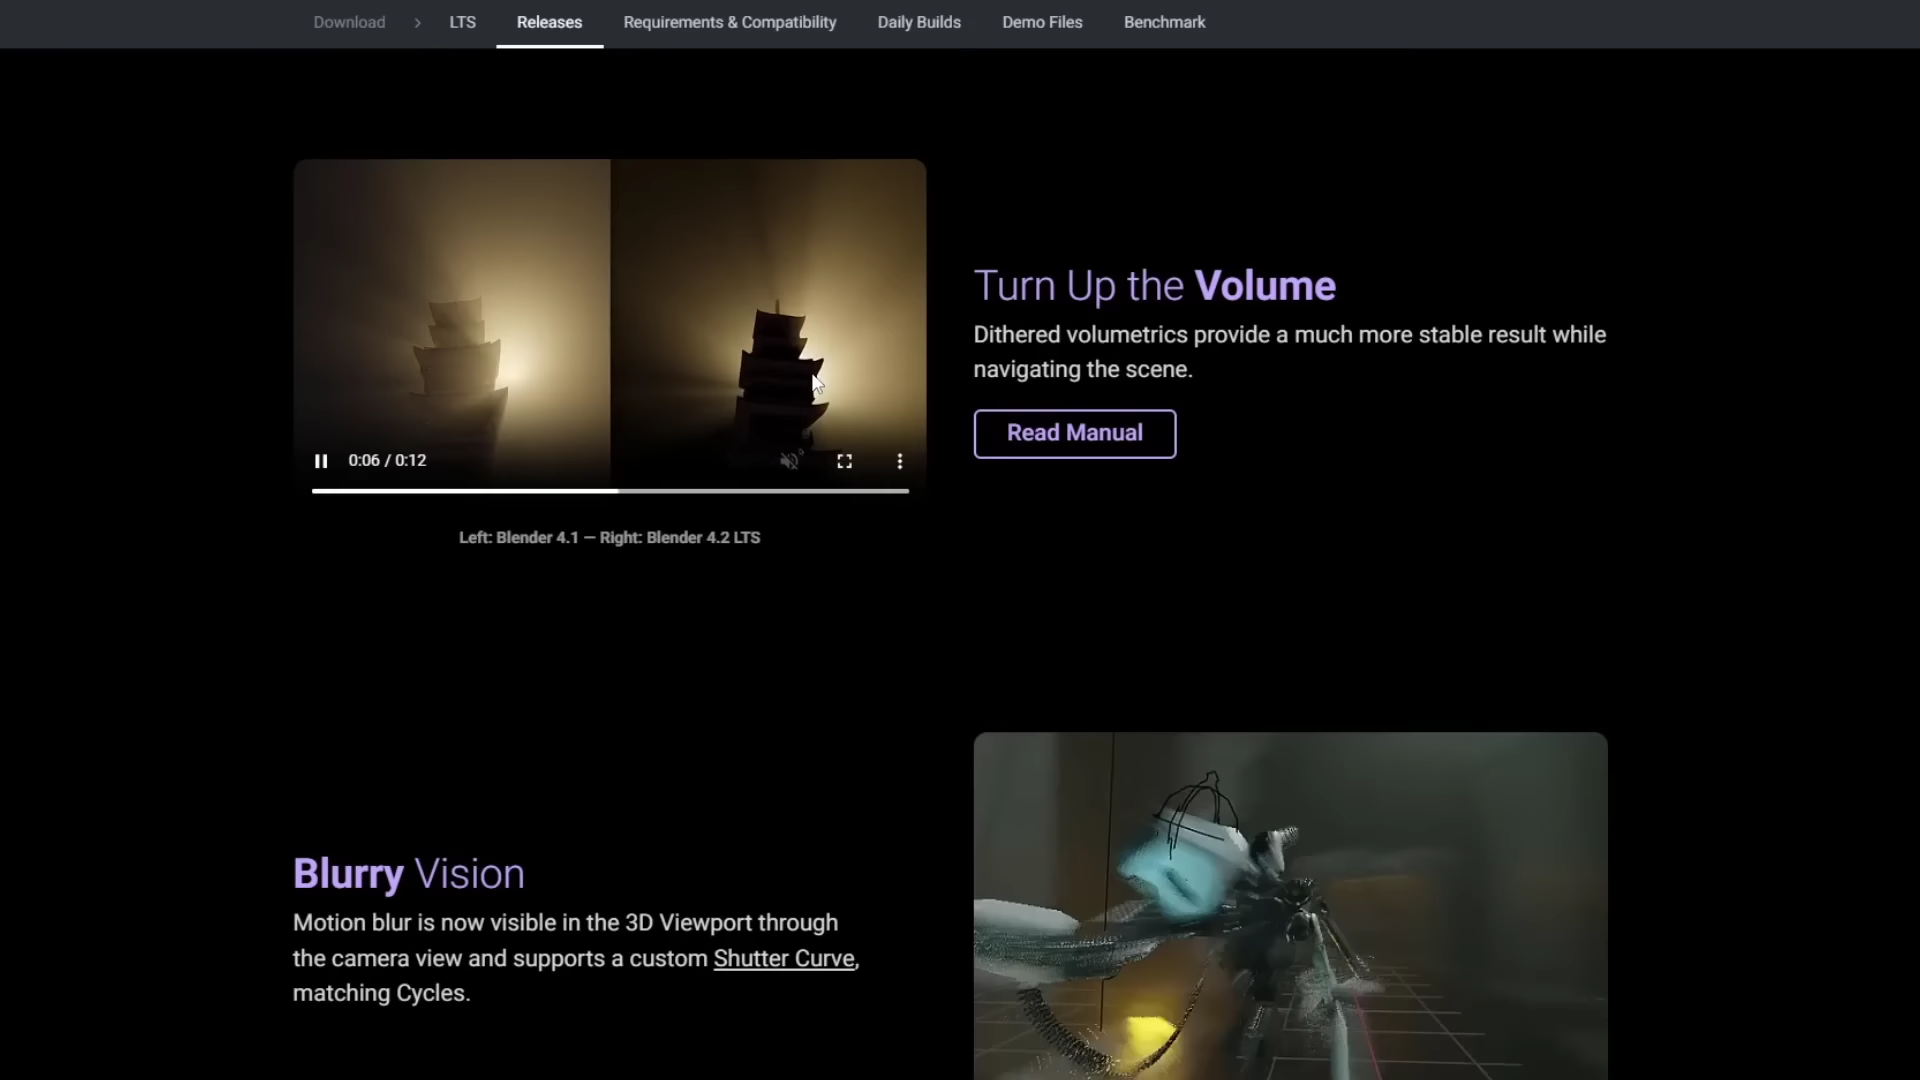 Download > LTS Releases Requirements & Compatibility Daily Builds Demo Files Benchmark
Turn Up the Volume
Dithered volumetrics provide a much more stable result while
navigating the scene.
Read Manual
0:06 / 0:12
Left: Blender 4.1 — Right: Blender 4.2 LTS
Blurry Vision
Motion blur is now visible in the 3D Viewport through
the camera view and supports a custom Shutter Curve,
matching Cycles.